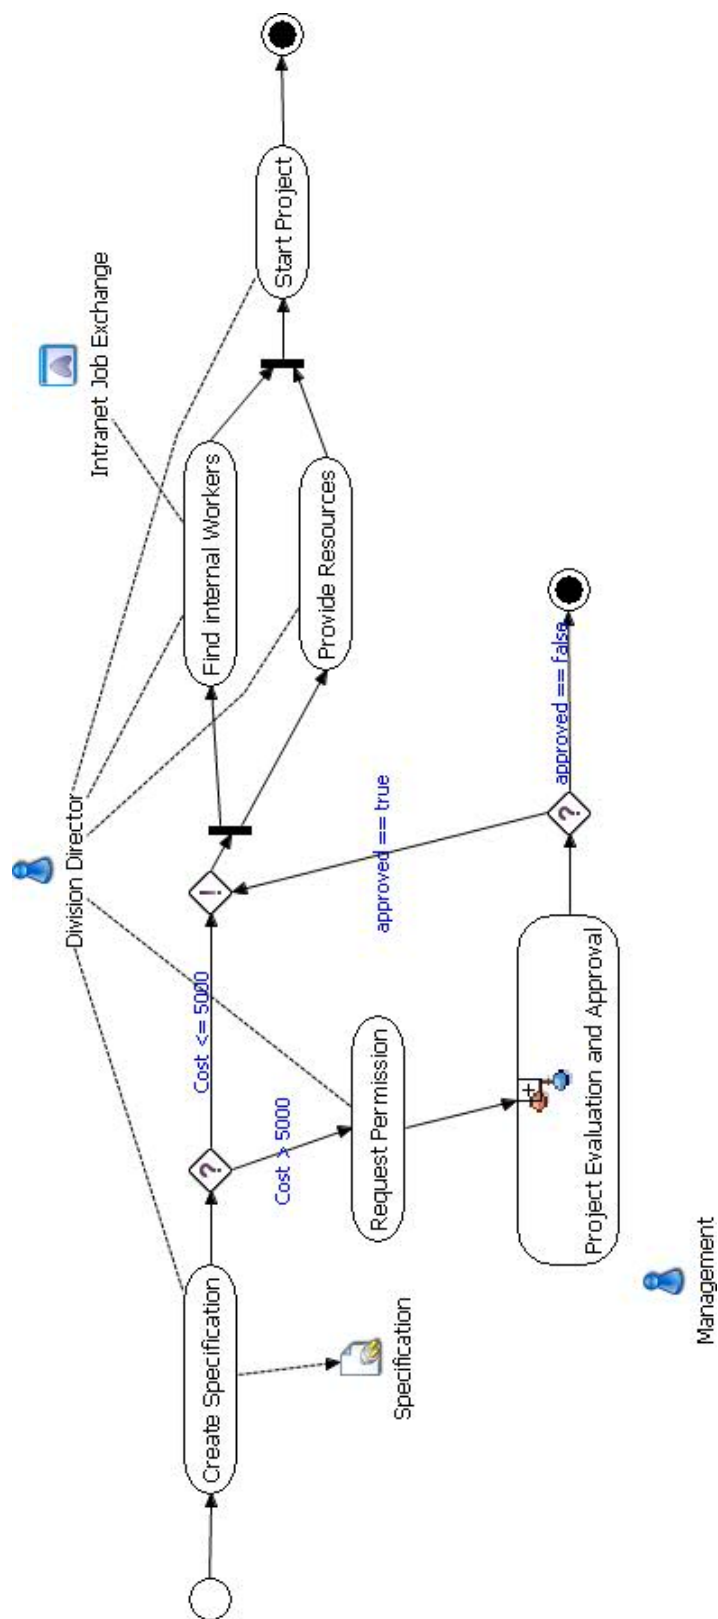 Division Director
Intranet Job Exchange
Create Specification
Cost <= 5000
Find internal Workers
Start Project
Cost > 5000
Provide Resources
Specification
Request Permission
approved == true
Project Evaluation and Approval
approved == false
Management
?
!
?
+